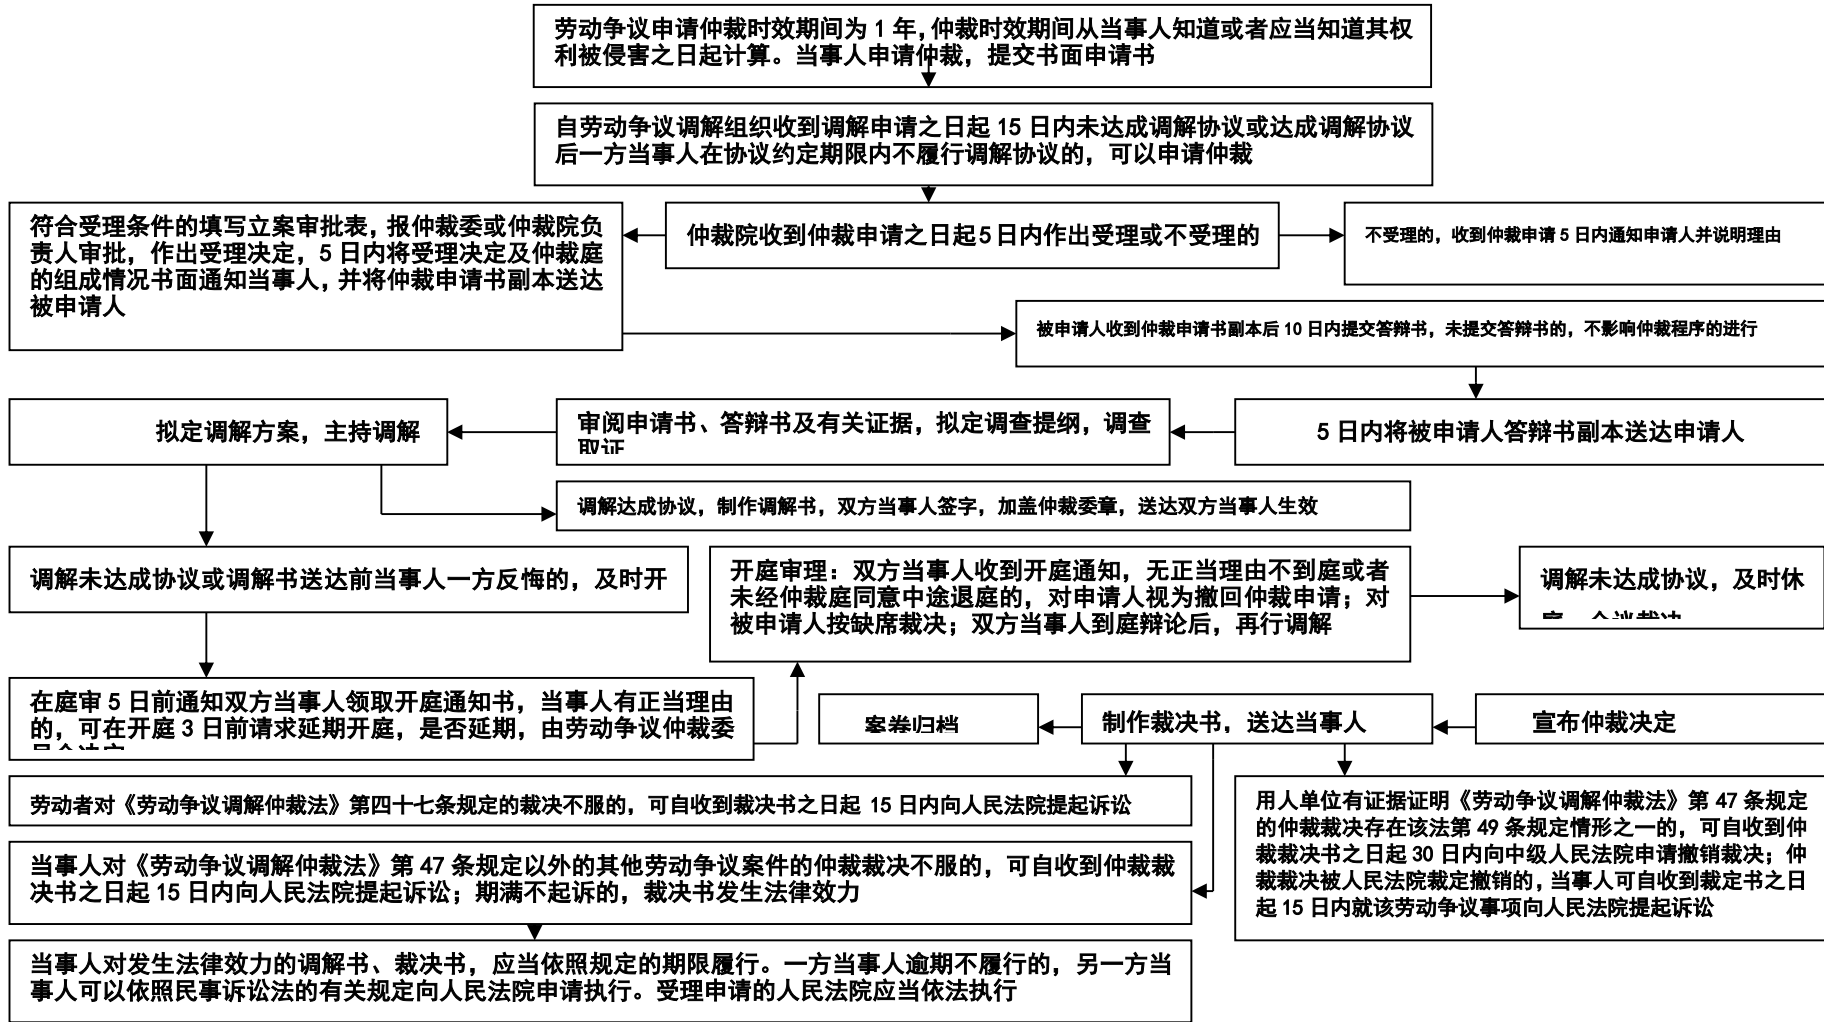 劳动争议申请仲裁时效期间为 1 年，仲裁时效期间从当事人知道或者应当知道其权
利被侵害之日起计算。当事人申请仲裁，提交书面申请书
自劳动争议调解组织收到调解申请之日起 15 日内未达成调解协议或达成调解协议
后一方当事人在协议约定期限内不履行调解协议的，可以申请仲裁
符合受理条件的填写立案审批表，报仲裁委或仲裁院负
责人审批，作出受理决定，5 日内将受理决定及仲裁庭
的组成情况书面通知当事人，并将仲裁申请书副本送达
被申请人
仲裁院收到仲裁申请之日起5日内作出受理或不受理的
不受理的，收到仲裁申请 5 日内通知申请人并说明理由
被申请人收到仲裁申请书副本后 10 日内提交答辩书，未提交答辩书的，不影响仲裁程序的进行
拟定调解方案，主持调解
审阅申请书、答辩书及有关证据，拟定调查提纲，调查
取证
5 日内将被申请人答辩书副本送达申请人
调解达成协议，制作调解书，双方当事人签字，加盖仲裁委章，送达双方当事人生效
调解未达成协议或调解书送达前当事人一方反悔的，及时开
开庭审理：双方当事人收到开庭通知，无正当理由不到庭或者
未经仲裁庭同意中途退庭的，对申请人视为撤回仲裁申请；对
被申请人按缺席裁决；双方当事人到庭辩论后，再行调解
调解未达成协议，及时休
在庭审 5 日前通知双方当事人领取开庭通知书，当事人有正当理由
的，可在开庭 3 日前请求延期开庭，是否延期，由劳动争议仲裁委
案卷归档
制作裁决书，送达当事人
宣布仲裁决定
劳动者对《劳动争议调解仲裁法》第四十七条规定的裁决不服的，可自收到裁决书之日起 15 日内向人民法院提起诉讼
用人单位有证据证明《劳动争议调解仲裁法》第 47 条规定
的仲裁裁决存在该法第 49 条规定情形之一的，可自收到仲
裁裁决书之日起 30 日内向中级人民法院申请撤销裁决；仲
裁裁决被人民法院裁定撤销的，当事人可自收到裁定书之日
起 15 日内就该劳动争议事项向人民法院提起诉讼
当事人对《劳动争议调解仲裁法》第 47 条规定以外的其他劳动争议案件的仲裁裁决不服的，可自收到仲裁裁
决书之日起 15 日内向人民法院提起诉讼；期满不起诉的，裁决书发生法律效力
当事人对发生法律效力的调解书、裁决书，应当依照规定的期限履行。一方当事人逾期不履行的，另一方当
事人可以依照民事诉讼法的有关规定向人民法院申请执行。受理申请的人民法院应当依法执行